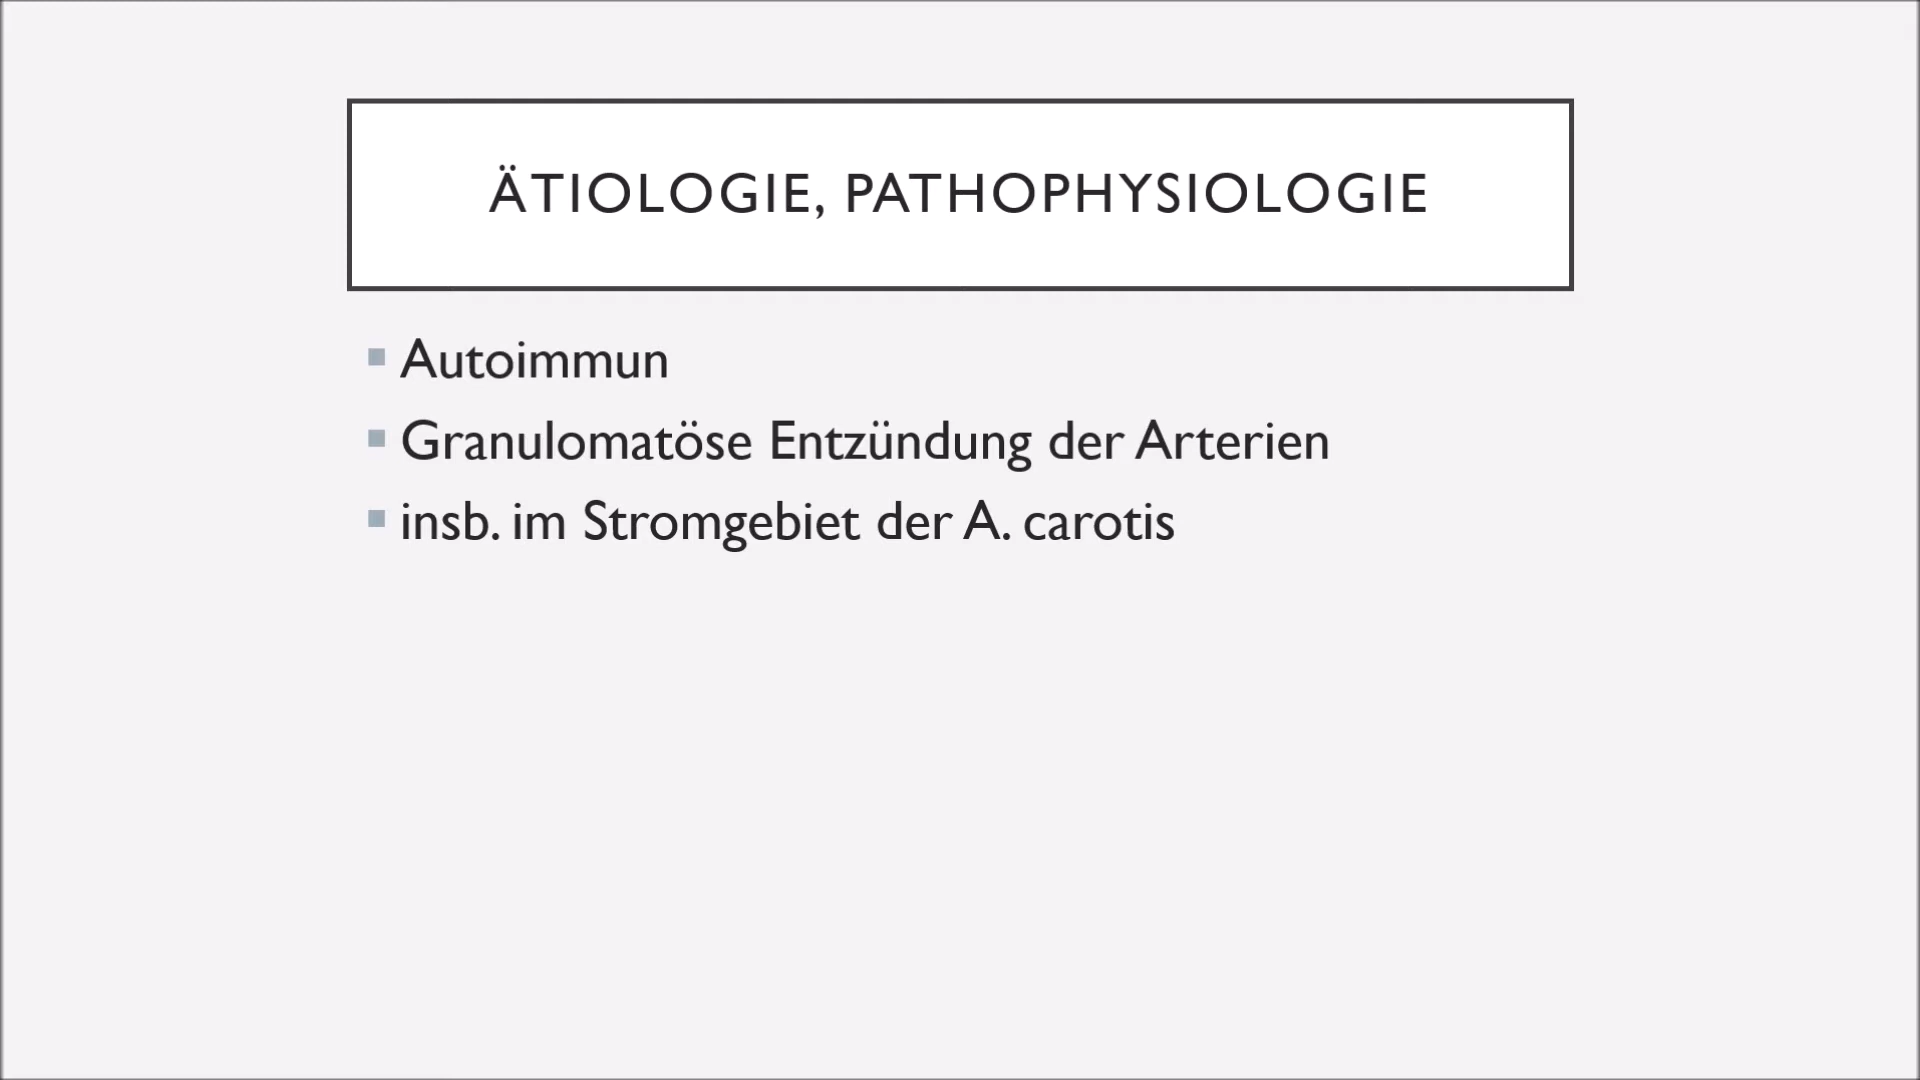 ÄTIOLOGIE, PATHOPHYSIOLOGIE
Autoimmun
Granulomatöse Entzündung der Arterien
insb. im Stromgebiet der A. carotis